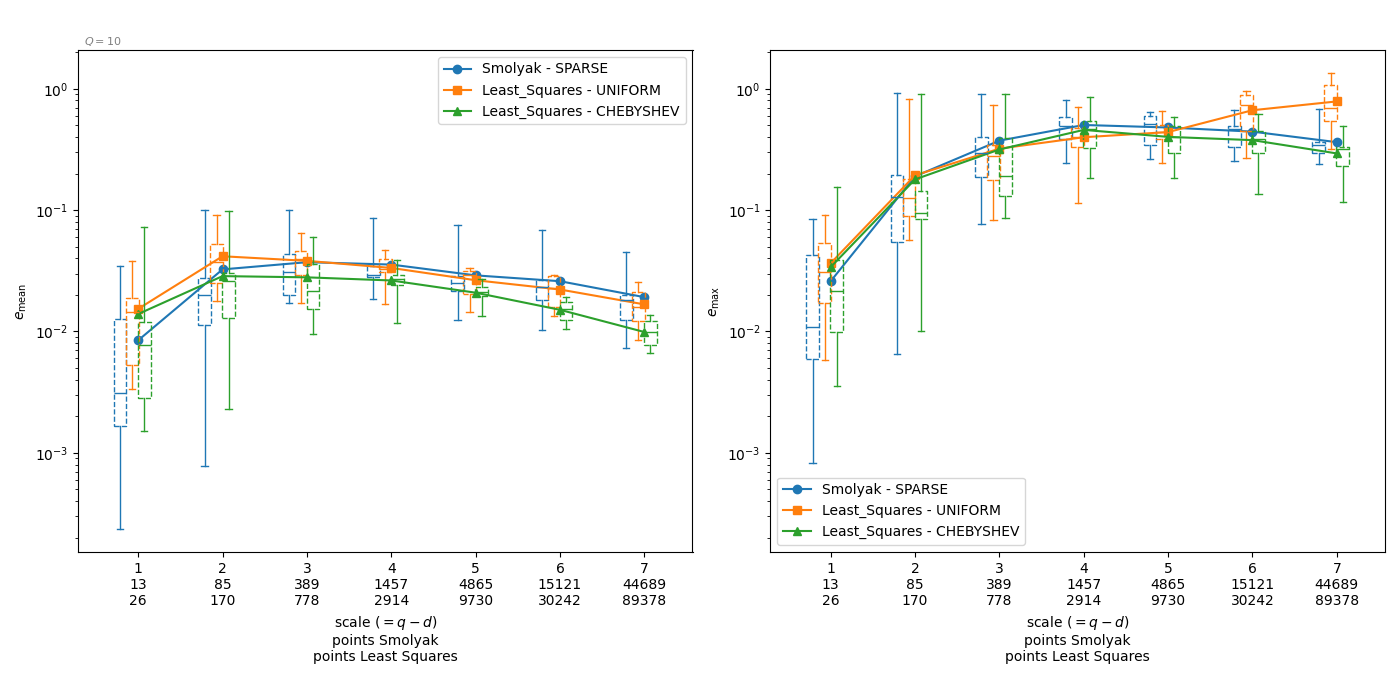 Q = 10
e_mean
10^0
10^-1
10^-2
10^-3
Smolyak - SPARSE
Least_Squares - UNIFORM
Least_Squares - CHEBYSHEV
1 2 3 4 5 6 7
13 85 389 1457 4865 15121 44689
26 170 778 2914 9730 30242 89378
scale (= q − d)
points Smolyak
points Least Squares
e_max
10^0
10^-1
10^-2
10^-3
Smolyak - SPARSE
Least_Squares - UNIFORM
Least_Squares - CHEBYSHEV
1 2 3 4 5 6 7
13 85 389 1457 4865 15121 44689
26 170 778 2914 9730 30242 89378
scale (= q − d)
points Smolyak
points Least Squares